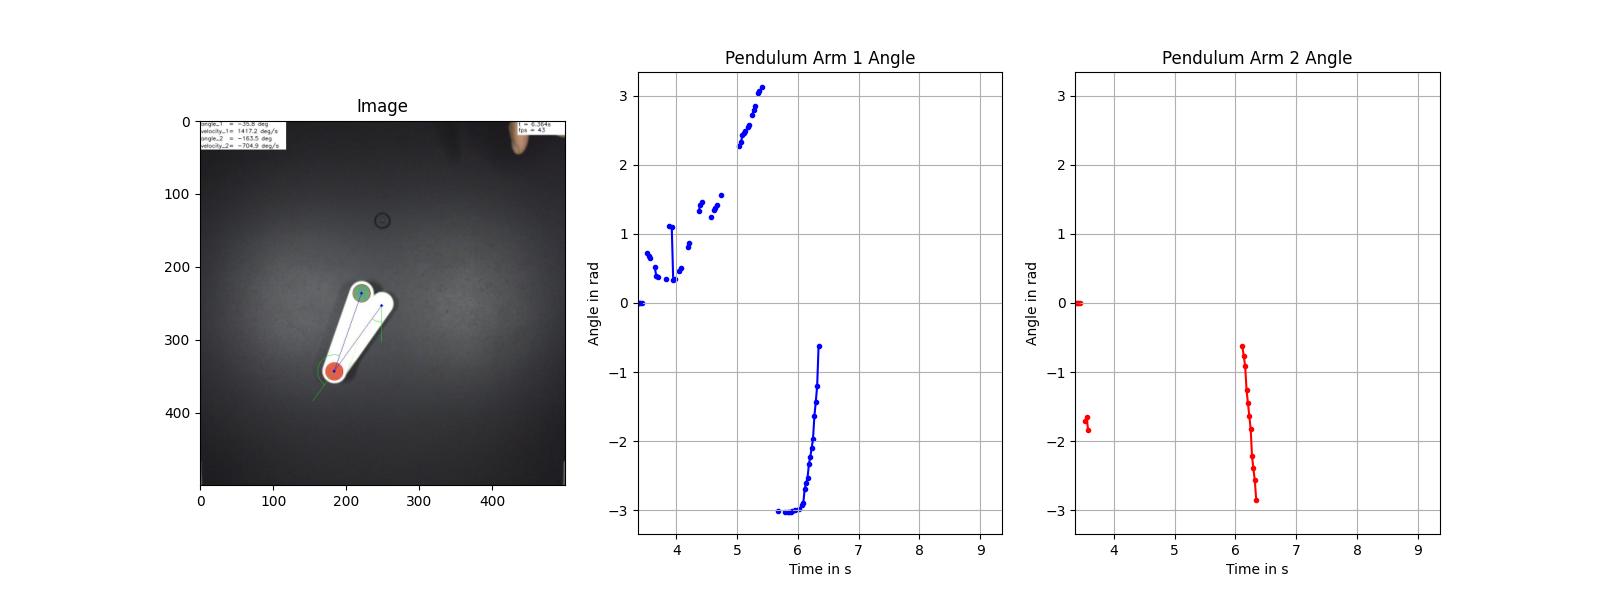 Image
angle_1 = -35.8 deg
velocity_1= 1417.2 deg/s
angle_2 = -163.5 deg
velocity_2= -704.9 deg/s
t = 6.364s
fps = 43
0
100
200
300
400
0 100 200 300 400
Pendulum Arm 1 Angle
Angle in rad
3
2
1
0
−1
−2
−3
4 5 6 7 8 9
Time in s
Pendulum Arm 2 Angle
Angle in rad
3
2
1
0
−1
−2
−3
4 5 6 7 8 9
Time in s